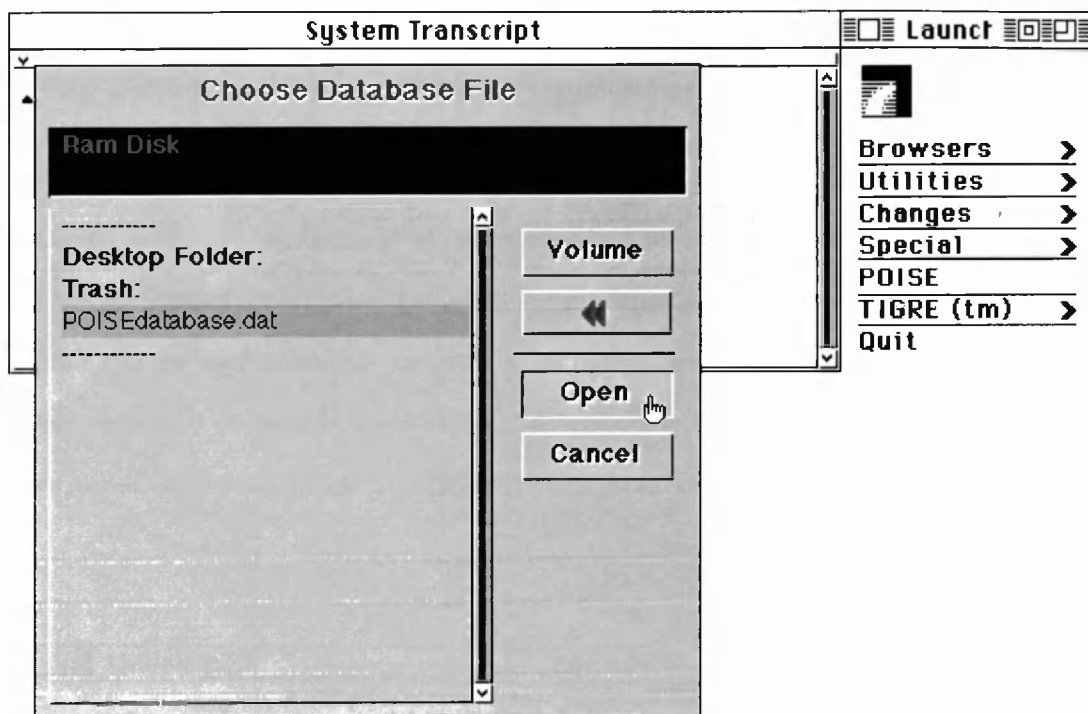 System Transcript
Choose Database File
Ram Disk
----------
Desktop Folder:
Trash:
POISEdatabase.dat
----------
Volume
Open
Cancel
Launcr
Browsers
Utilities
Changes
Special
POISE
TIGRE (tm)
Quit